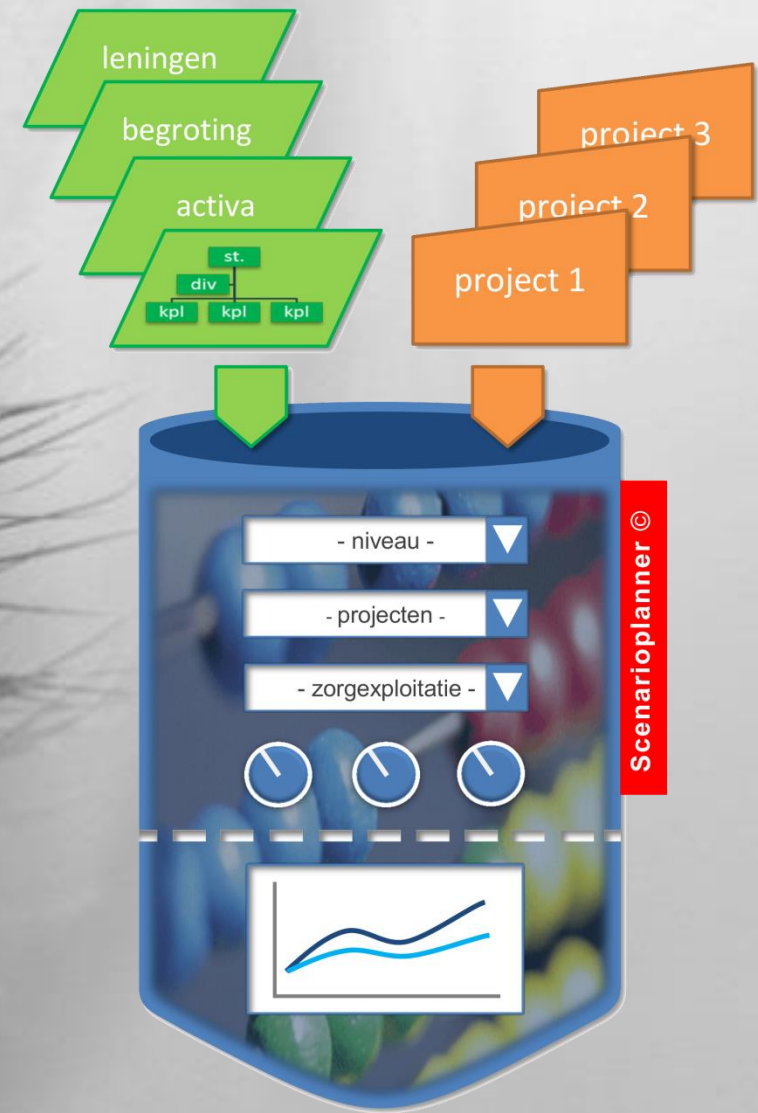 leningen
begroting
activa
st.
div
kpl kpl kpl
project 3
project 2
project 1
- niveau -
- projecten -
- zorgexploitatie -
Scenarioplanner ©